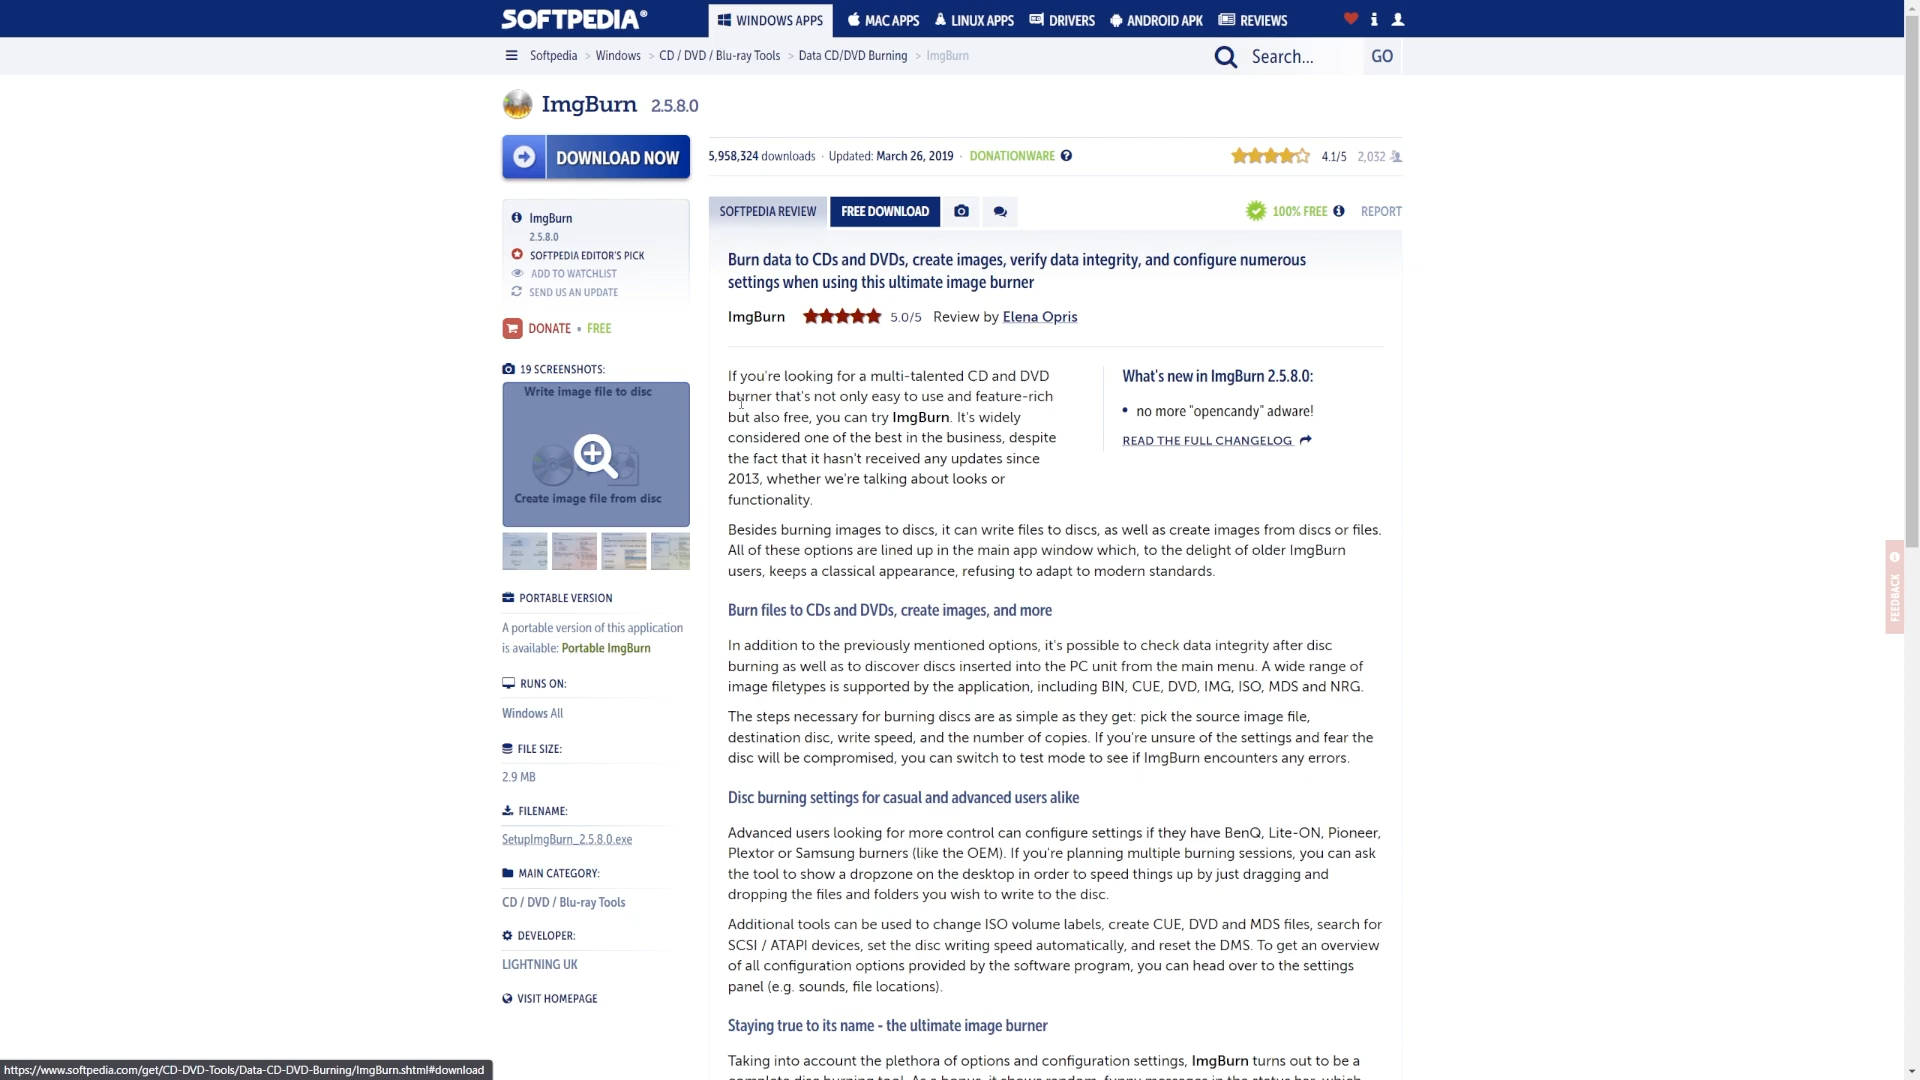 SOFTPEDIA®
WINDOWS APPS
MAC APPS
LINUX APPS
DRIVERS
ANDROID APK
REVIEWS
Softpedia > Windows > CD / DVD / Blu-ray Tools > Data CD/DVD Burning > ImgBurn
Search...
GO
ImgBurn 2.5.8.0
DOWNLOAD NOW
5,958,324 downloads · Updated: March 26, 2019 · DONATIONWARE
4.1/5 2,032
ImgBurn
2.5.8.0
SOFTPEDIA EDITOR'S PICK
ADD TO WATCHLIST
SEND US AN UPDATE
DONATE • FREE
19 SCREENSHOTS:
Write image file to disc
Create image file from disc
PORTABLE VERSION
A portable version of this application
is available: Portable ImgBurn
RUNS ON:
Windows All
FILE SIZE:
2.9 MB
FILENAME:
SetupImgBurn_2.5.8.0.exe
MAIN CATEGORY:
CD / DVD / Blu-ray Tools
DEVELOPER:
LIGHTNING UK
VISIT HOMEPAGE
SOFTPEDIA REVIEW
FREE DOWNLOAD
100% FREE
REPORT
Burn data to CDs and DVDs, create images, verify data integrity, and configure numerous
settings when using this ultimate image burner
ImgBurn 5.0/5 Review by Elena Opris
If you're looking for a multi-talented CD and DVD
burner that's not only easy to use and feature-rich
but also free, you can try ImgBurn. It's widely
considered one of the best in the business, despite
the fact that it hasn't received any updates since
2013, whether we're talking about looks or
functionality.
What's new in ImgBurn 2.5.8.0:
• no more "opencandy" adware!
READ THE FULL CHANGELOG
Besides burning images to discs, it can write files to discs, as well as create images from discs or files.
All of these options are lined up in the main app window which, to the delight of older ImgBurn
users, keeps a classical appearance, refusing to adapt to modern standards.
Burn files to CDs and DVDs, create images, and more
In addition to the previously mentioned options, it's possible to check data integrity after disc
burning as well as to discover discs inserted into the PC unit from the main menu. A wide range of
image filetypes is supported by the application, including BIN, CUE, DVD, IMG, ISO, MDS and NRG.
The steps necessary for burning discs are as simple as they get: pick the source image file,
destination disc, write speed, and the number of copies. If you're unsure of the settings and fear the
disc will be compromised, you can switch to test mode to see if ImgBurn encounters any errors.
Disc burning settings for casual and advanced users alike
Advanced users looking for more control can configure settings if they have BenQ, Lite-ON, Pioneer,
Plextor or Samsung burners (like the OEM). If you're planning multiple burning sessions, you can ask
the tool to show a dropzone on the desktop in order to speed things up by just dragging and
dropping the files and folders you wish to write to the disc.
Additional tools can be used to change ISO volume labels, create CUE, DVD and MDS files, search for
SCSI / ATAPI devices, set the disc writing speed automatically, and reset the DMS. To get an overview
of all configuration options provided by the software program, you can head over to the settings
panel (e.g. sounds, file locations).
Staying true to its name - the ultimate image burner
Taking into account the plethora of options and configuration settings, ImgBurn turns out to be a
complete disc burning tool. As a bonus, it shows random, funny messages in the status bar, which
FEEDBACK
https://www.softpedia.com/get/CD-DVD-Tools/Data-CD-DVD-Burning/ImgBurn.shtml#download